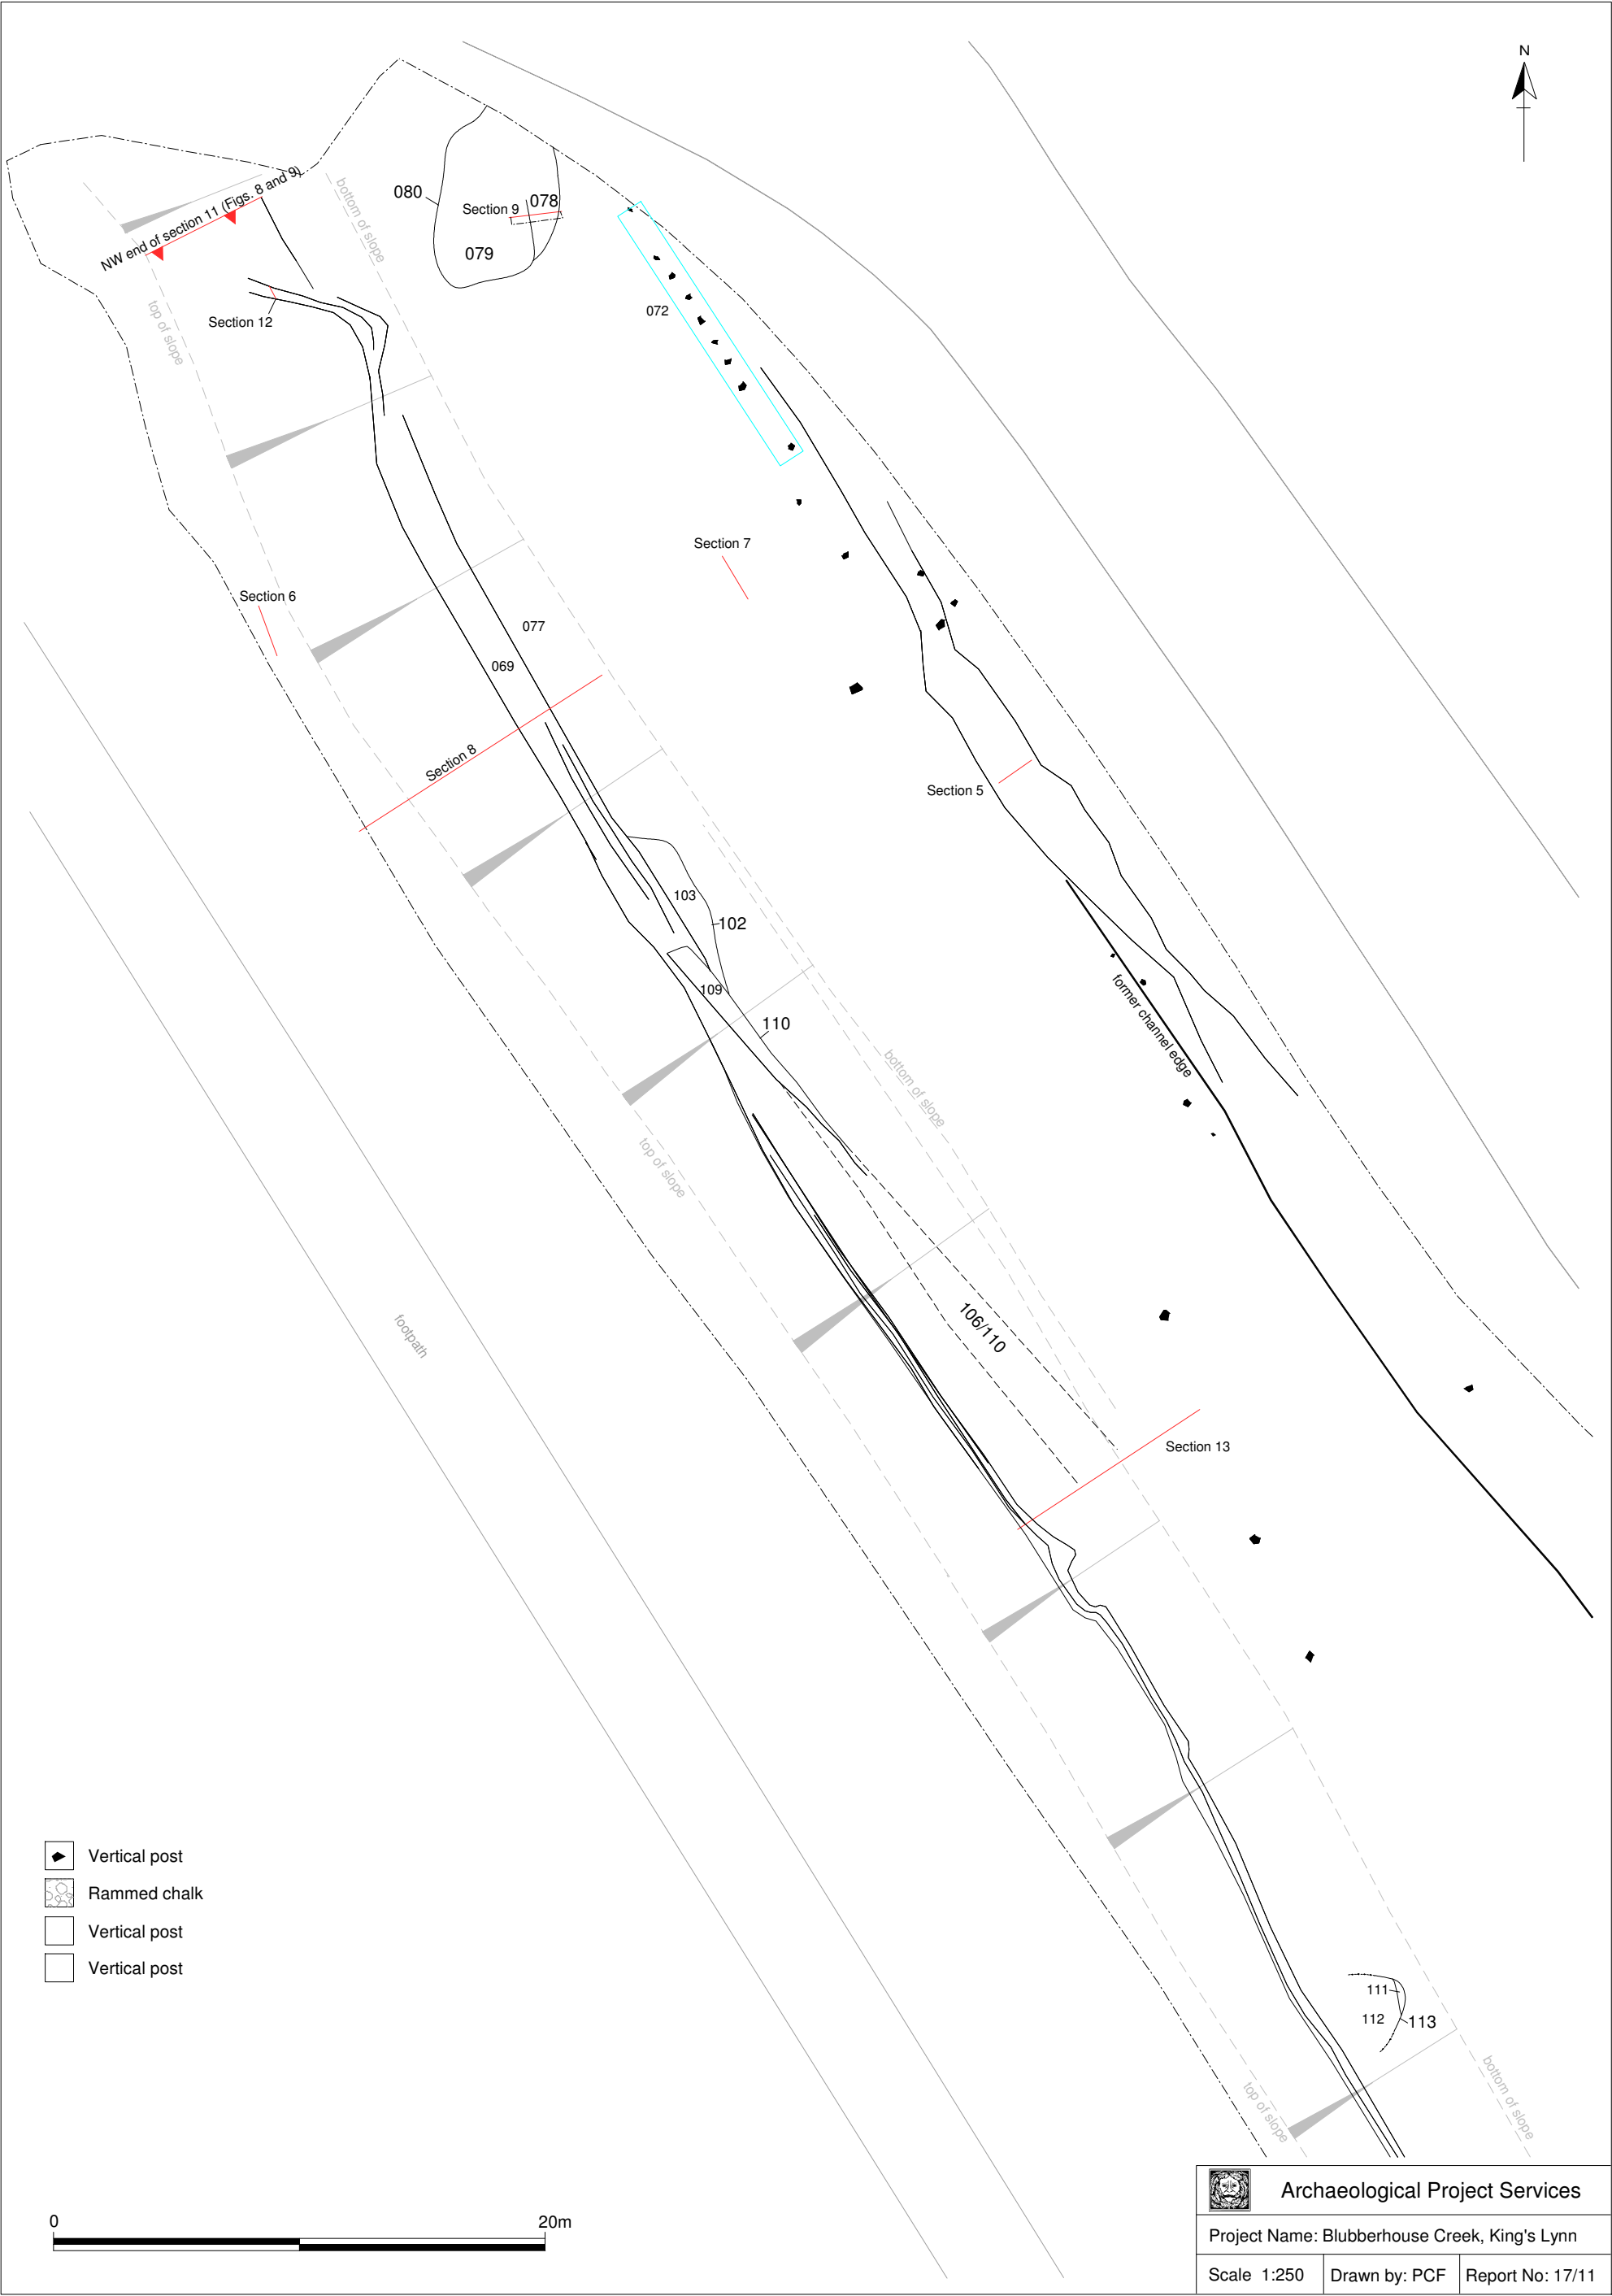 N
080
Section 9
078
079
NW end of section 11 (Figs. 8 and 9)
bottom of slope
top of slope
Section 12
072
Section 7
Section 6
077
069
Section 8
Section 5
103
102
109
110
former channel edge
bottom of slope
top of slope
106/110
footpath
Section 13
Vertical post
Rammed chalk
Vertical post
Vertical post
111
112
113
top of slope
bottom of slope
0
20m
Archaeological Project Services
Project Name: Blubberhouse Creek, King's Lynn
Scale 1:250
Drawn by: PCF
Report No: 17/11